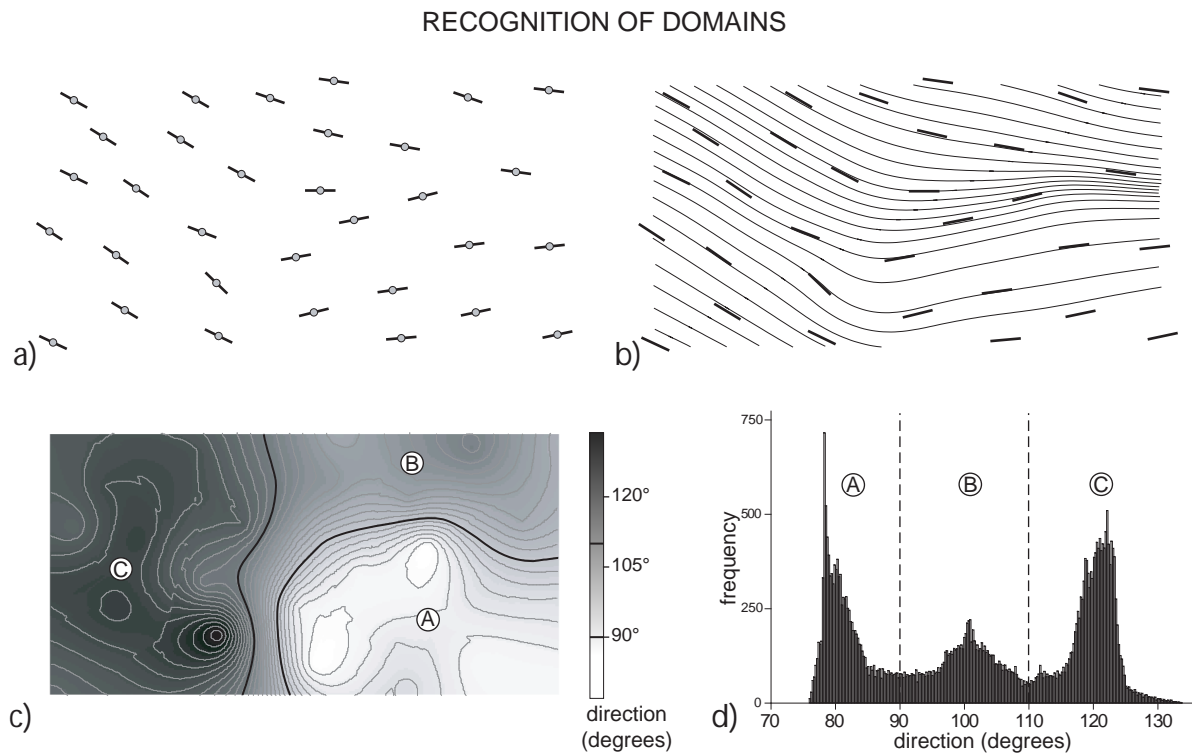 RECOGNITION OF DOMAINS
a)
b)
c)
C
B
A
120°
105°
90°
direction
(degrees)
d)
frequency
750
500
250
0
A
B
C
70 80 90 100 110 120 130
direction (degrees)